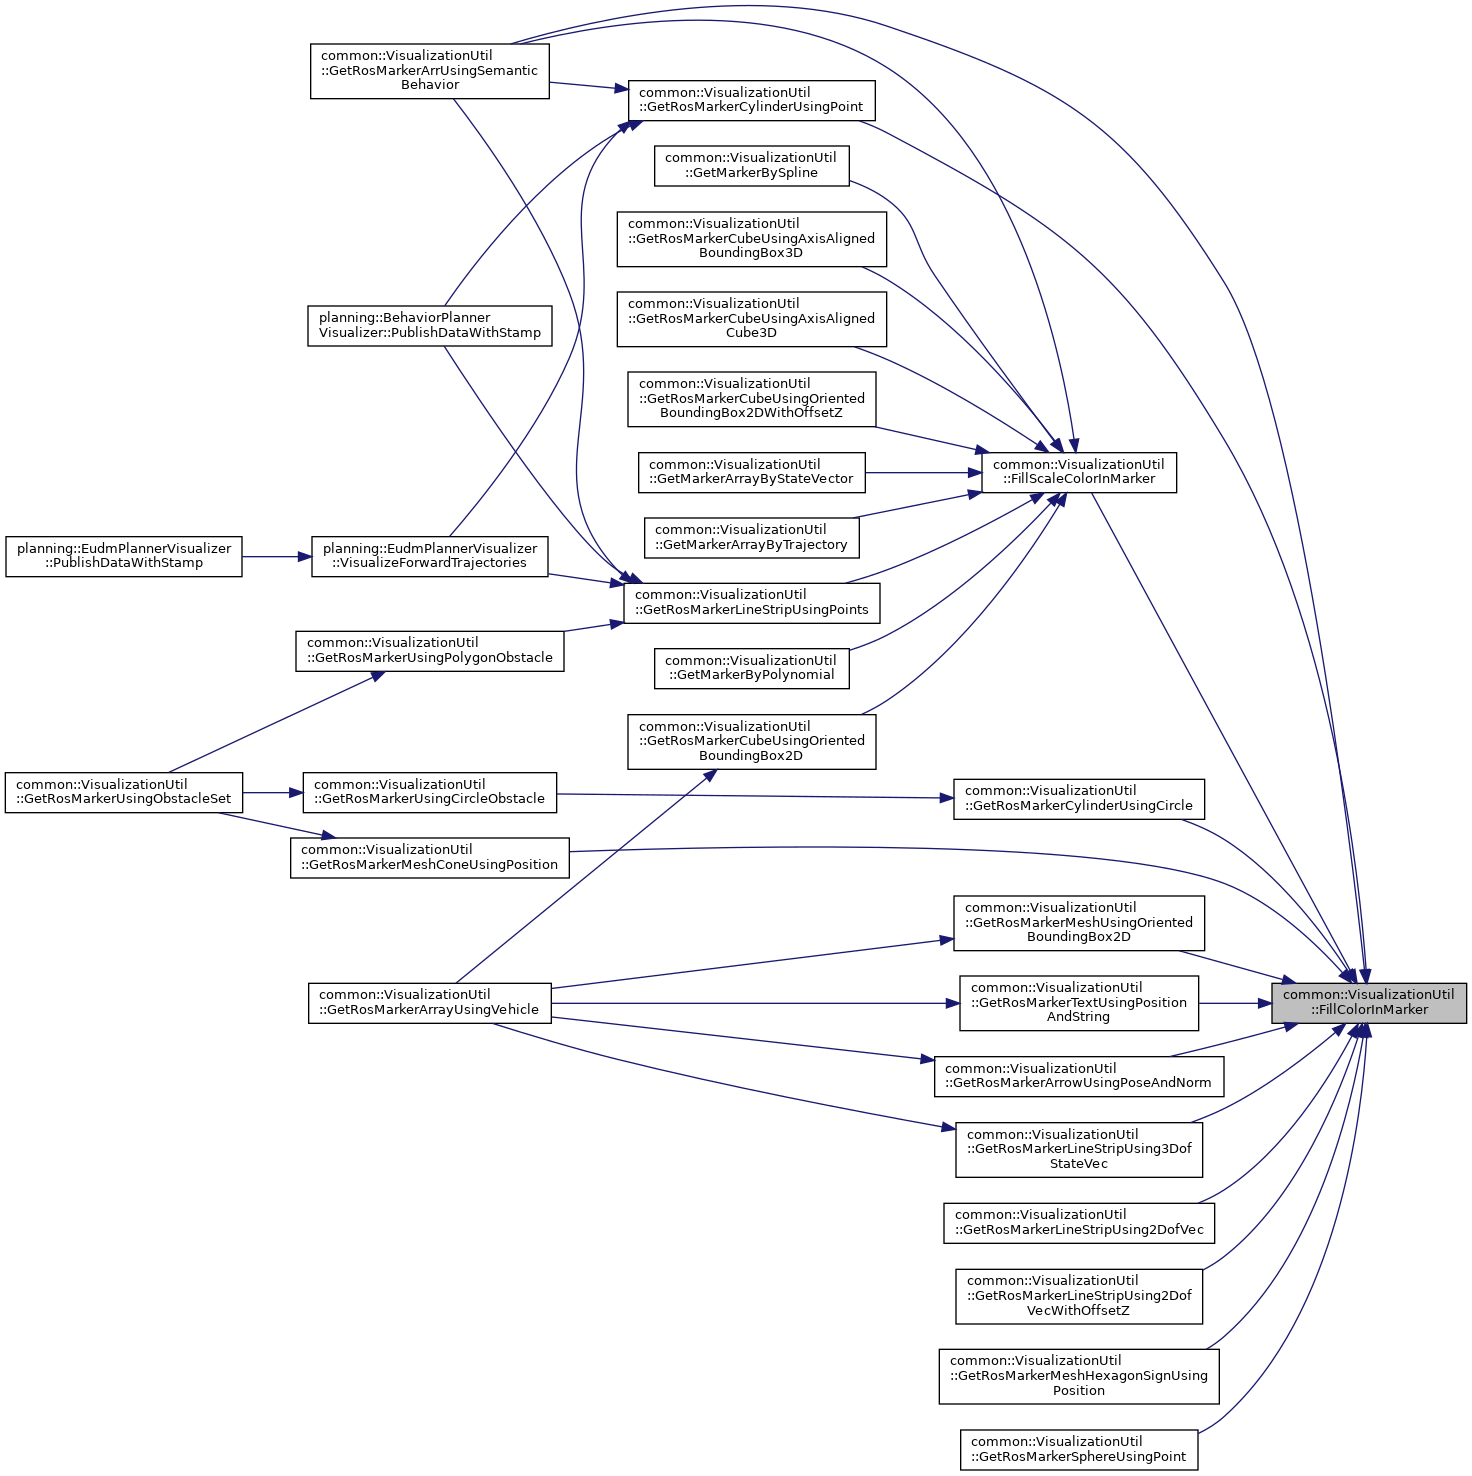 common::VisualizationUtil
::GetRosMarkerArrUsingSemantic
Behavior
common::VisualizationUtil
::GetRosMarkerCylinderUsingPoint
common::VisualizationUtil
::GetMarkerBySpline
common::VisualizationUtil
::GetRosMarkerCubeUsingAxisAligned
BoundingBox3D
common::VisualizationUtil
::GetRosMarkerCubeUsingAxisAligned
Cube3D
planning::BehaviorPlanner
Visualizer::PublishDataWithStamp
common::VisualizationUtil
::GetRosMarkerCubeUsingOriented
BoundingBox2DWithOffsetZ
common::VisualizationUtil
::GetMarkerArrayByStateVector
common::VisualizationUtil
::FillScaleColorInMarker
common::VisualizationUtil
::GetMarkerArrayByTrajectory
planning::EudmPlannerVisualizer
::PublishDataWithStamp
planning::EudmPlannerVisualizer
::VisualizeForwardTrajectories
common::VisualizationUtil
::GetRosMarkerLineStripUsingPoints
common::VisualizationUtil
::GetRosMarkerUsingPolygonObstacle
common::VisualizationUtil
::GetMarkerByPolynomial
common::VisualizationUtil
::GetRosMarkerCubeUsingOriented
BoundingBox2D
common::VisualizationUtil
::GetRosMarkerUsingObstacleSet
common::VisualizationUtil
::GetRosMarkerUsingCircleObstacle
common::VisualizationUtil
::GetRosMarkerCylinderUsingCircle
common::VisualizationUtil
::GetRosMarkerMeshConeUsingPosition
common::VisualizationUtil
::GetRosMarkerMeshUsingOriented
BoundingBox2D
common::VisualizationUtil
::GetRosMarkerArrayUsingVehicle
common::VisualizationUtil
::GetRosMarkerTextUsingPosition
AndString
common::VisualizationUtil
::FillColorInMarker
common::VisualizationUtil
::GetRosMarkerArrowUsingPoseAndNorm
common::VisualizationUtil
::GetRosMarkerLineStripUsing3Dof
StateVec
common::VisualizationUtil
::GetRosMarkerLineStripUsing2DofVec
common::VisualizationUtil
::GetRosMarkerLineStripUsing2Dof
VecWithOffsetZ
common::VisualizationUtil
::GetRosMarkerMeshHexagonSignUsing
Position
common::VisualizationUtil
::GetRosMarkerSphereUsingPoint